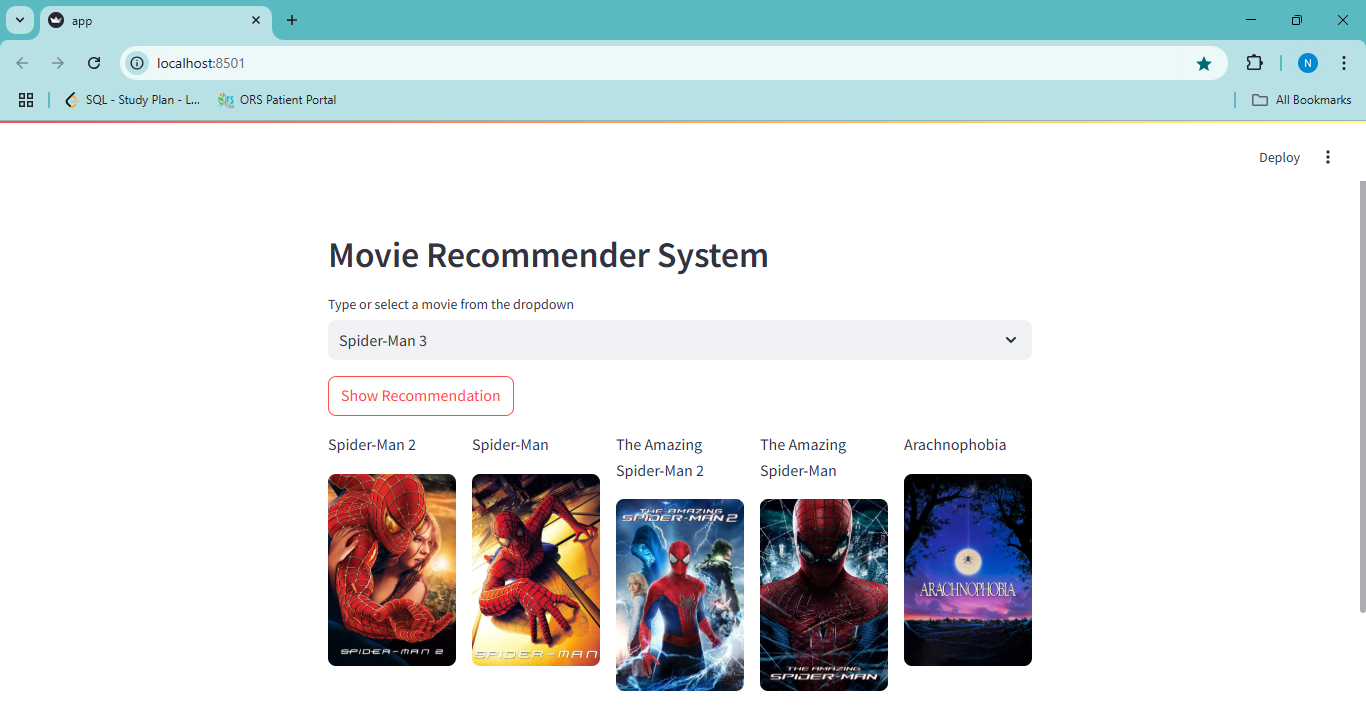 app
localhost:8501
N
SQL - Study Plan - L...
ORS Patient Portal
All Bookmarks
Deploy
Movie Recommender System
Type or select a movie from the dropdown
Spider-Man 3
Show Recommendation
Spider-Man 2
Spider-Man
The Amazing
Spider-Man 2
The Amazing
Spider-Man
Arachnophobia
SPIDER-MAN 2
SPIDER-MAN
THE AMAZING
SPIDER-MAN 2
THE AMAZING
SPIDER-MAN
ARACHNOPHOBIA